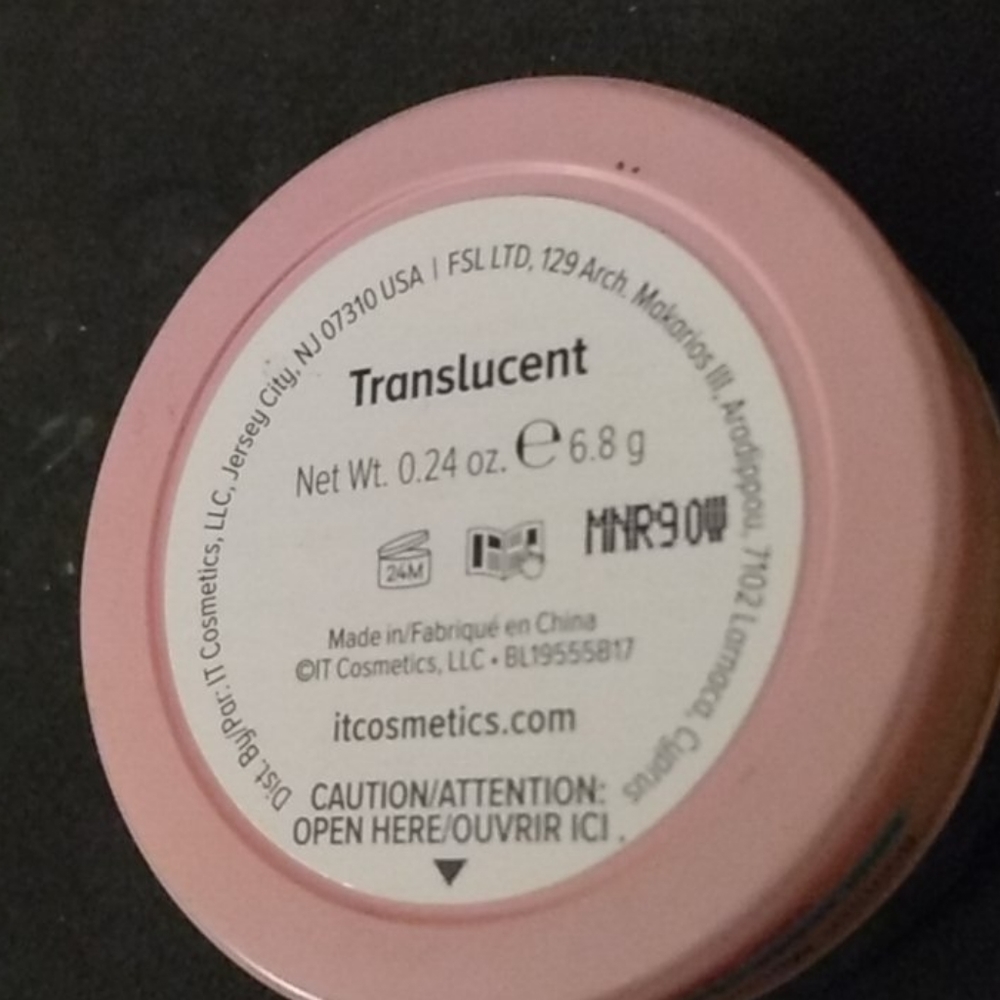 Dist. By/Par: IT Cosmetics, LLC, Jersey City, NJ 07310 USA | FSL LTD, 129 Arch. Makarios III, Aradippou, 7102 Larnaca, Cyprus
Translucent
Net Wt. 0.24 oz. ℮ 6.8 g
24M
MNR90W
Made in/Fabriqué en China
©IT Cosmetics, LLC • BL19555B17
itcosmetics.com
CAUTION/ATTENTION:
OPEN HERE/OUVRIR ICI .